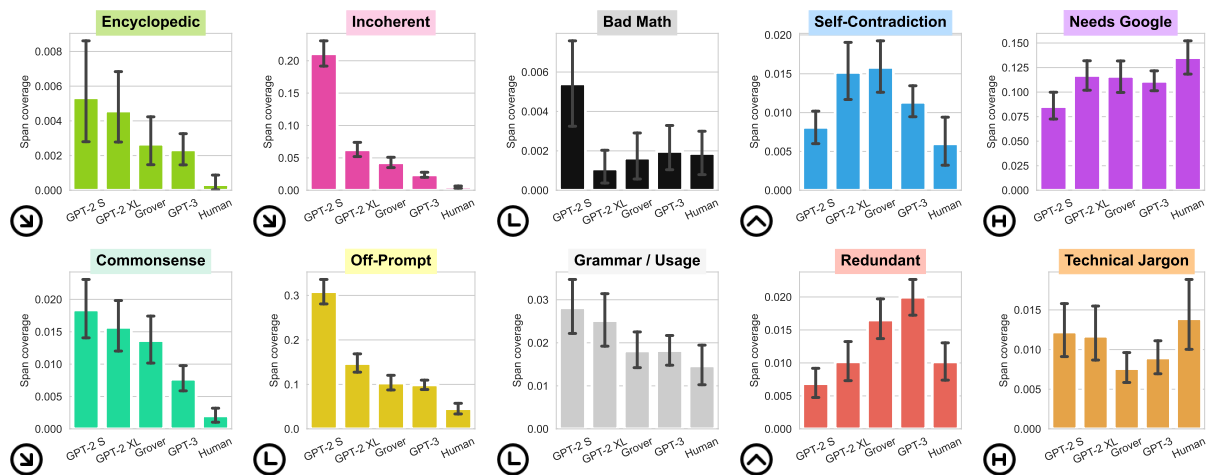 Encyclopedic
Span coverage
0.008
0.006
0.004
0.002
0.000
GPT-2 S
GPT-2 XL
Grover
GPT-3
Human
Incoherent
Span coverage
0.20
0.15
0.10
0.05
0.00
GPT-2 S
GPT-2 XL
Grover
GPT-3
Human
Bad Math
Span coverage
0.006
0.004
0.002
0.000
GPT-2 S
GPT-2 XL
Grover
GPT-3
Human
Self-Contradiction
Span coverage
0.020
0.015
0.010
0.005
0.000
GPT-2 S
GPT-2 XL
Grover
GPT-3
Human
Needs Google
Span coverage
0.150
0.125
0.100
0.075
0.050
0.025
0.000
GPT-2 S
GPT-2 XL
Grover
GPT-3
Human
H
Commonsense
Span coverage
0.020
0.015
0.010
0.005
0.000
GPT-2 S
GPT-2 XL
Grover
GPT-3
Human
Off-Prompt
Span coverage
0.3
0.2
0.1
0.0
GPT-2 S
GPT-2 XL
Grover
GPT-3
Human
Grammar / Usage
Span coverage
0.03
0.02
0.01
0.00
GPT-2 S
GPT-2 XL
Grover
GPT-3
Human
Redundant
Span coverage
0.020
0.015
0.010
0.005
0.000
GPT-2 S
GPT-2 XL
Grover
GPT-3
Human
Technical Jargon
Span coverage
0.015
0.010
0.005
0.000
GPT-2 S
GPT-2 XL
Grover
GPT-3
Human
H